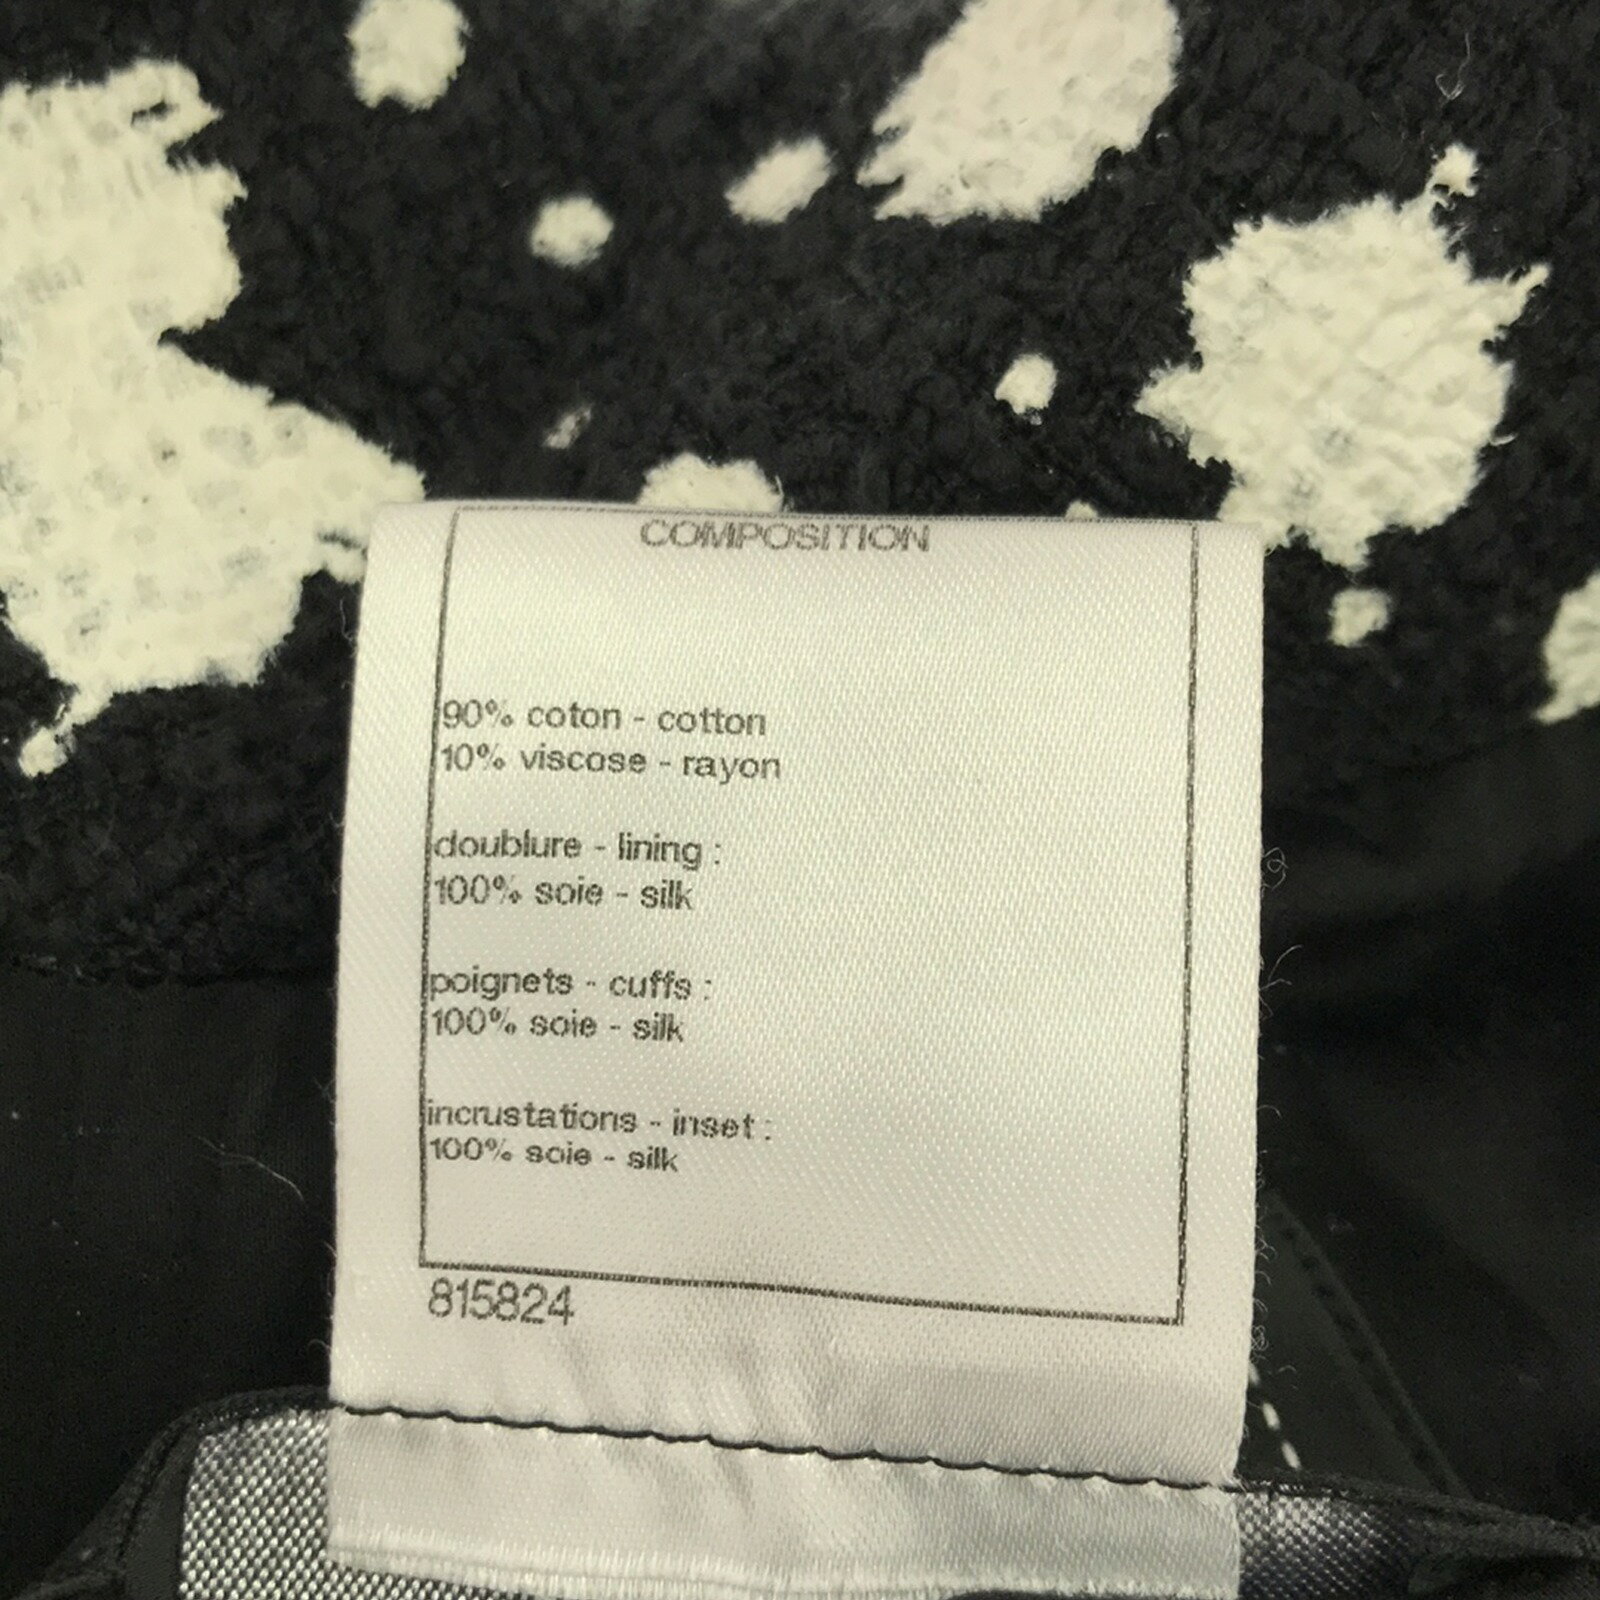 COMPOSITION
90% coton - cotton
10% viscose - rayon
doublure - lining :
100% soie - silk
poignets - cuffs :
100% soie - silk
incrustations - inset :
100% soie - silk
815824